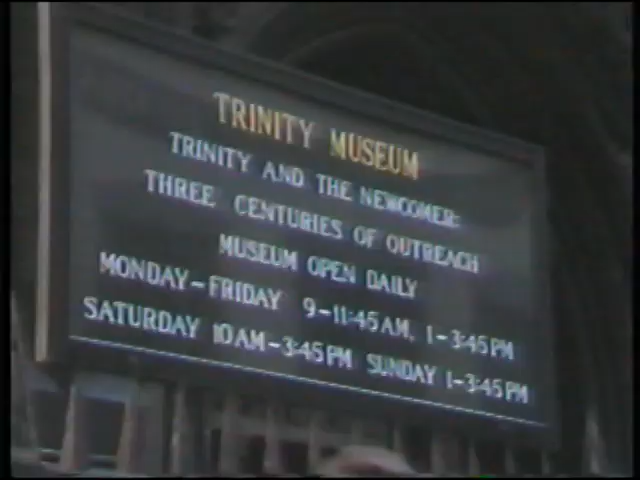 TRINITY MUSEUM
TRINITY AND THE NEWCOMER:
THREE CENTURIES OF OUTREACH
MUSEUM OPEN DAILY
MONDAY-FRIDAY 9-11:45AM, 1-3:45PM
SATURDAY 10AM-3:45PM SUNDAY 1-3:45PM